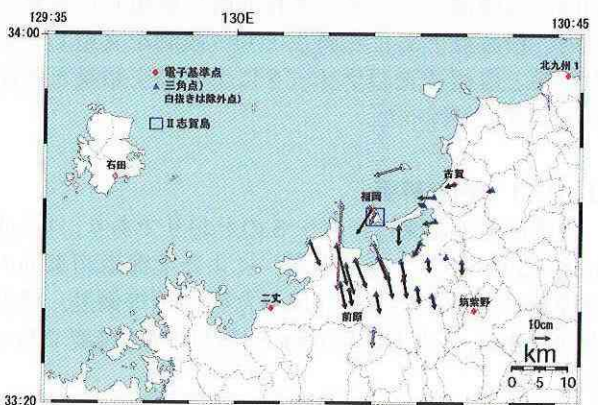 129:35
130E
130:45
34:00
電子基準点
三角点)
白抜きは除外点)
II 志賀島
北九州1
石田
古賀
福岡
二丈
前原
筑紫野
10cm
km
0 5 10
33:20